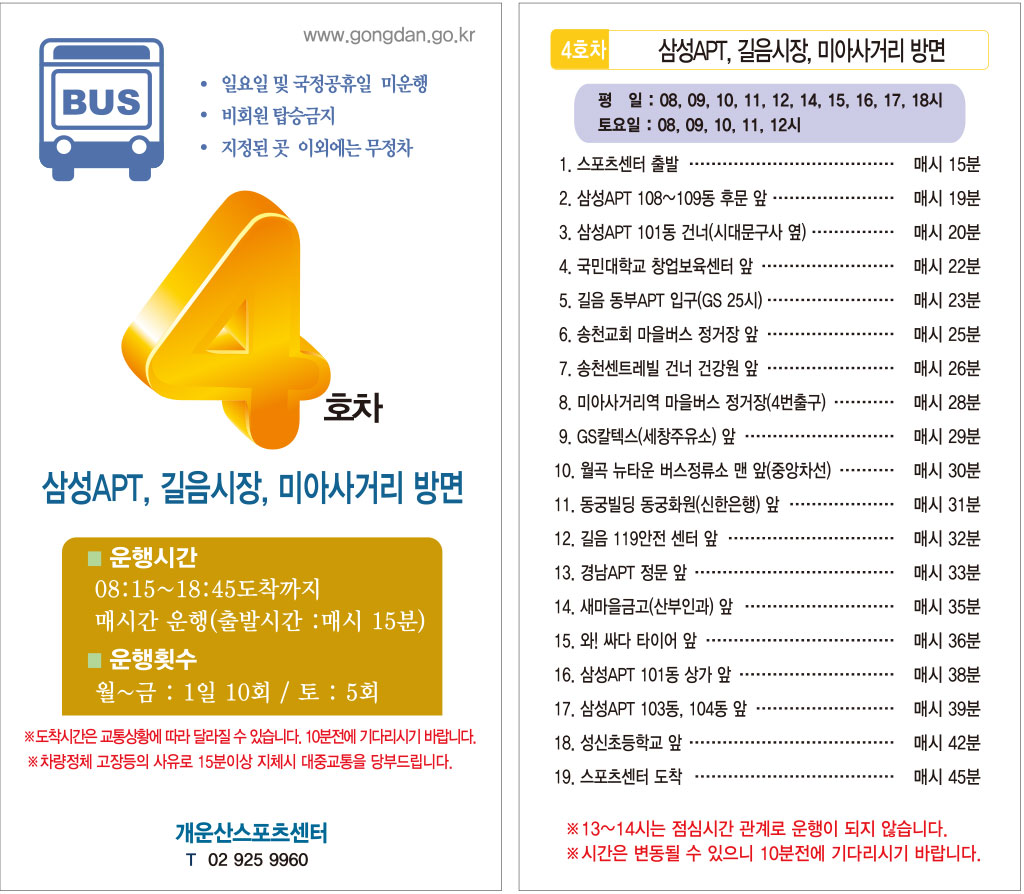 www.gongdan.go.kr
BUS
• 일요일 및 국정공휴일 미운행
• 비회원 탑승금지
• 지정된 곳 이외에는 무정차
4호차
삼성APT, 길음시장, 미아사거리 방면
■ 운행시간
08:15~18:45도착까지
매시간 운행(출발시간 :매시 15분)
■ 운행횟수
월~금 : 1일 10회 / 토 : 5회
※도착시간은 교통상황에 따라 달라질 수 있습니다. 10분전에 기다리시기 바랍니다.
※차량정체 고장등의 사유로 15분이상 지체시 대중교통을 당부드립니다.
개운산스포츠센터
T 02 925 9960
4호차 삼성APT, 길음시장, 미아사거리 방면
평 일 : 08, 09, 10, 11, 12, 14, 15, 16, 17, 18시
토요일 : 08, 09, 10, 11, 12시
1. 스포츠센터 출발 ························ 매시 15분
2. 삼성APT 108~109동 후문 앞 ················ 매시 19분
3. 삼성APT 101동 건너(시대문구사 옆) ············ 매시 20분
4. 국민대학교 창업보육센터 앞 ················ 매시 22분
5. 길음 동부APT 입구(GS 25시) ················ 매시 23분
6. 송천교회 마을버스 정거장 앞 ················ 매시 25분
7. 송천센트레빌 건너 건강원 앞 ················ 매시 26분
8. 미아사거리역 마을버스 정거장(4번출구) ·········· 매시 28분
9. GS칼텍스(세창주유소) 앞 ·················· 매시 29분
10. 월곡 뉴타운 버스정류소 맨 앞(중앙차선) ········ 매시 30분
11. 동궁빌딩 동궁화원(신한은행) 앞 ············· 매시 31분
12. 길음 119안전 센터 앞 ···················· 매시 32분
13. 경남APT 정문 앞 ······················· 매시 33분
14. 새마을금고(산부인과) 앞 ·················· 매시 35분
15. 와! 싸다 타이어 앞 ····················· 매시 36분
16. 삼성APT 101동 상가 앞 ··················· 매시 38분
17. 삼성APT 103동, 104동 앞 ················· 매시 39분
18. 성신초등학교 앞 ······················· 매시 42분
19. 스포츠센터 도착 ······················· 매시 45분
※13~14시는 점심시간 관계로 운행이 되지 않습니다.
※시간은 변동될 수 있으니 10분전에 기다리시기 바랍니다.